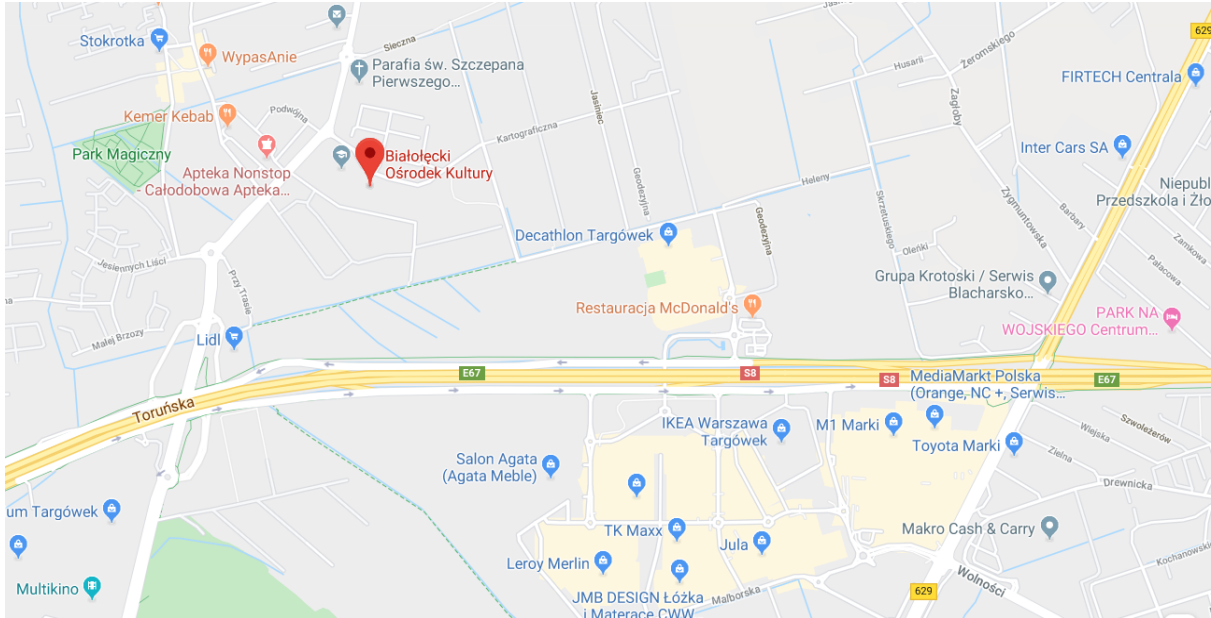 Stokrotka
WypasAnie
Sieczna
Parafia św. Szczepana
Pierwszego...
Husarii
Żeromskiego
629
FIRTECH Centrala
Kemer Kebab
Podwójna
Jasiniec
Zagłoby
Kartograficzna
Park Magiczny
Białołęcki
Ośrodek Kultury
Inter Cars SA
Apteka Nonstop
- Całodobowa Apteka...
Geodezyjna
Heleny
Skrzetuskiego
Zygmuntowska
Niepubl
Przedszkola i Żło
Barbary
Geodezyjna
Decathlon Targówek
Oleńki
Zamkowa
Jesiennych Liści
Przy Trasie
Pałacowa
Grupa Krotoski / Serwis
Blacharsko...
Restauracja McDonald's
PARK NA
WOJSKIEGO Centrum...
Małej Brzozy
Lidl
E67
S8
S8
E67
MediaMarkt Polska
(Orange, NC +, Serwis...
Toruńska
IKEA Warszawa
Targówek
M1 Marki
Toyota Marki
Wiejska
Szwoleżerów
Salon Agata
(Agata Meble)
Zielna
Drewnicka
um Targówek
TK Maxx
Jula
Makro Cash & Carry
Kochanowskie
Leroy Merlin
Multikino
Wolności
629
JMB DESIGN Łóżka
i Materace CWW
Malborska